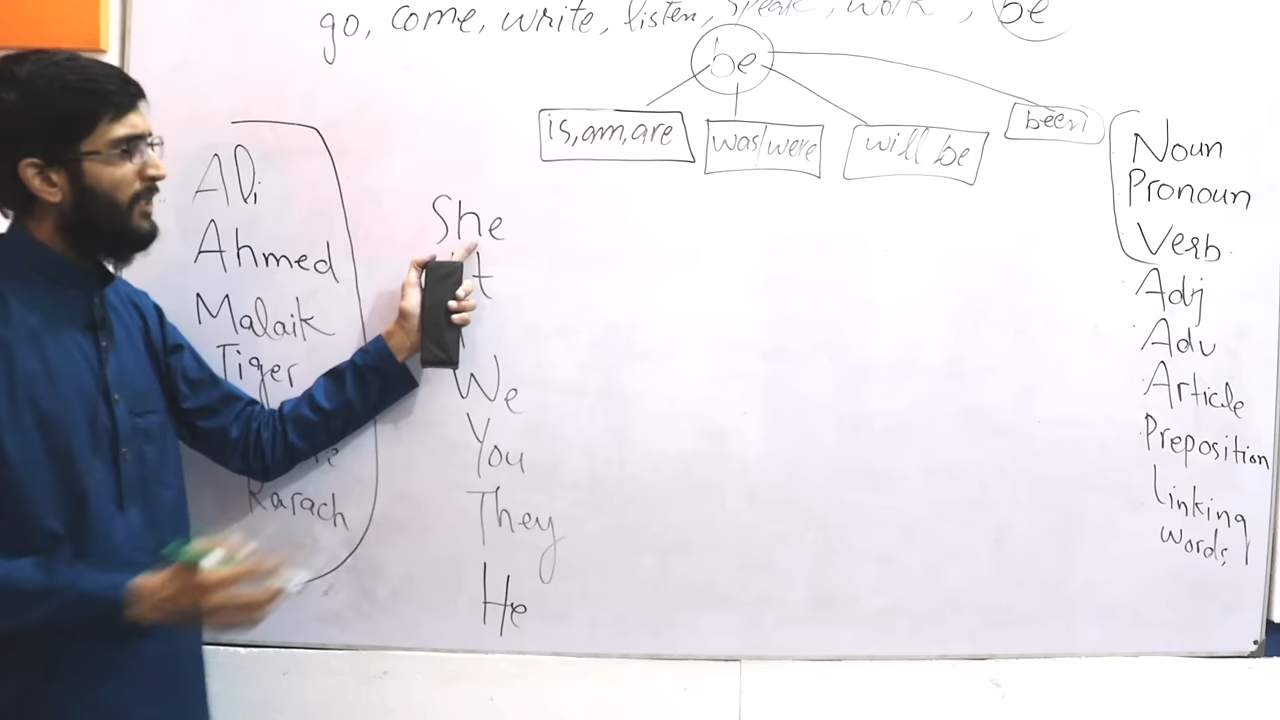 go, come, write, listen, speak, work, be
be
is, am, are
was/were
will be
been
Ali
Ahmed
Malaik
Tiger
Karach
She
We
You
They
He
Noun
Pronoun
Verb
Adj
Adv
Article
Preposition
Linking
words